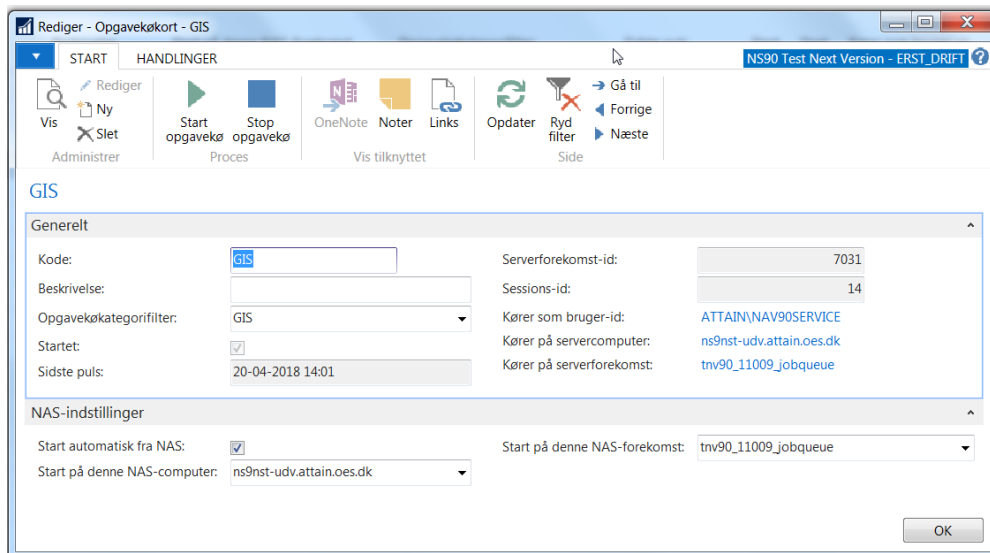 Rediger - Opgavekøkort - GIS
START HANDLINGER
NS90 Test Next Version - ERST_DRIFT
Vis
Rediger
Ny
Slet
Administrer
Start opgavekø
Stop opgavekø
Proces
OneNote
Noter
Links
Vis tilknyttet
Opdater
Ryd filter
Gå til
Forrige
Næste
Side
GIS
Generelt
Kode: GIS
Beskrivelse:
Opgavekøkategorifilter: GIS
Startet:
Sidste puls: 20-04-2018 14:01
Serverforekomst-id: 7031
Sessions-id: 14
Kører som bruger-id: ATTAIN\NAV90SERVICE
Kører på servercomputer: ns9nst-udv.attain.oes.dk
Kører på serverforekomst: tnv90_11009_jobqueue
NAS-indstillinger
Start automatisk fra NAS:
Start på denne NAS-computer: ns9nst-udv.attain.oes.dk
Start på denne NAS-forekomst: tnv90_11009_jobqueue
OK